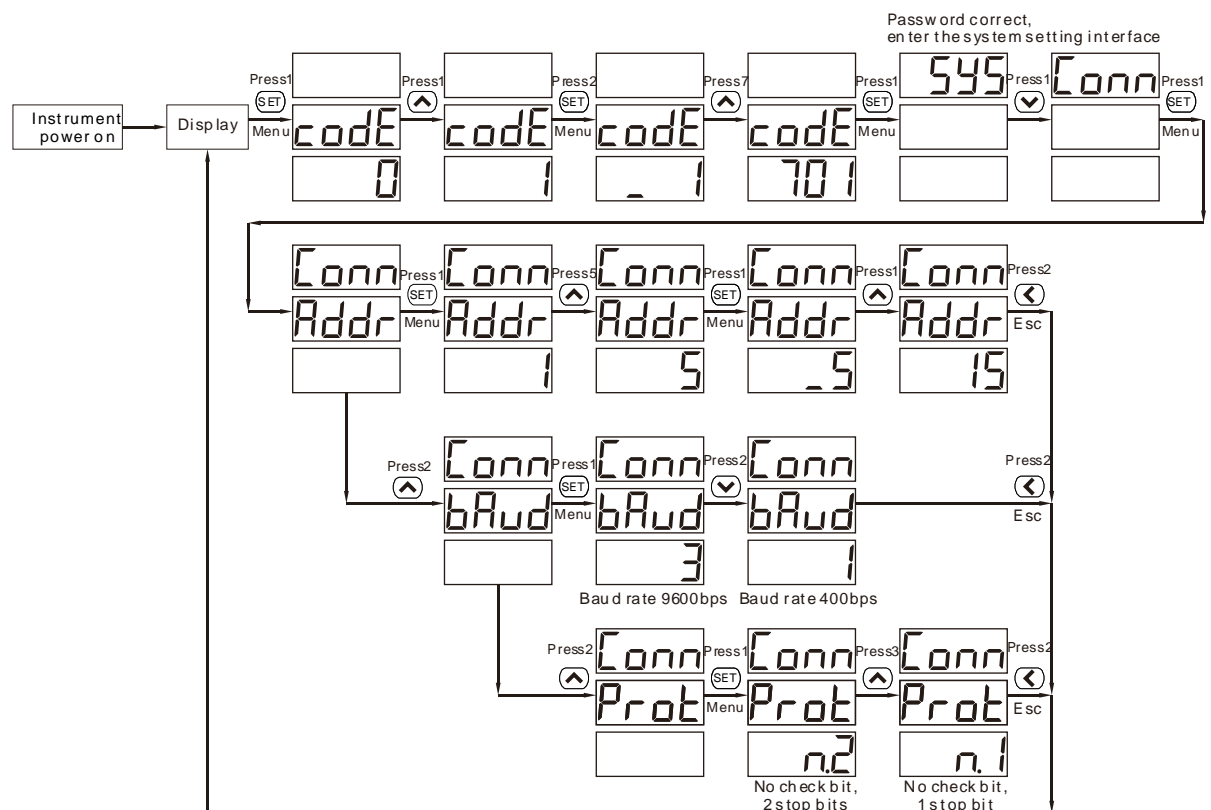 Password correct,
enter the system setting interface
Instrument
power on
Display
Press1
SET
Menu
codE
0
Press1
codE
1
Press2
SET
Menu
codE
_ 1
Press7
codE
701
Press1
SET
Menu
SYS
Press1
Conn
Press1
SET
Menu
Conn
Addr
Press1
SET
Menu
Conn
Addr
1
Press5
Conn
Addr
5
Press1
SET
Menu
Conn
Addr
_ 5
Press1
Conn
Addr
15
Press2
Esc
Press2
Conn
bAud
Press1
SET
Menu
Conn
bAud
3
Baud rate 9600bps
Press2
Conn
bAud
1
Baud rate 400bps
Press2
Esc
Press2
Conn
Prot
Press1
SET
Menu
Conn
Prot
n.2
No check bit,
2 stop bits
Press3
Conn
Prot
n.1
No check bit,
1 stop bit
Press2
Esc